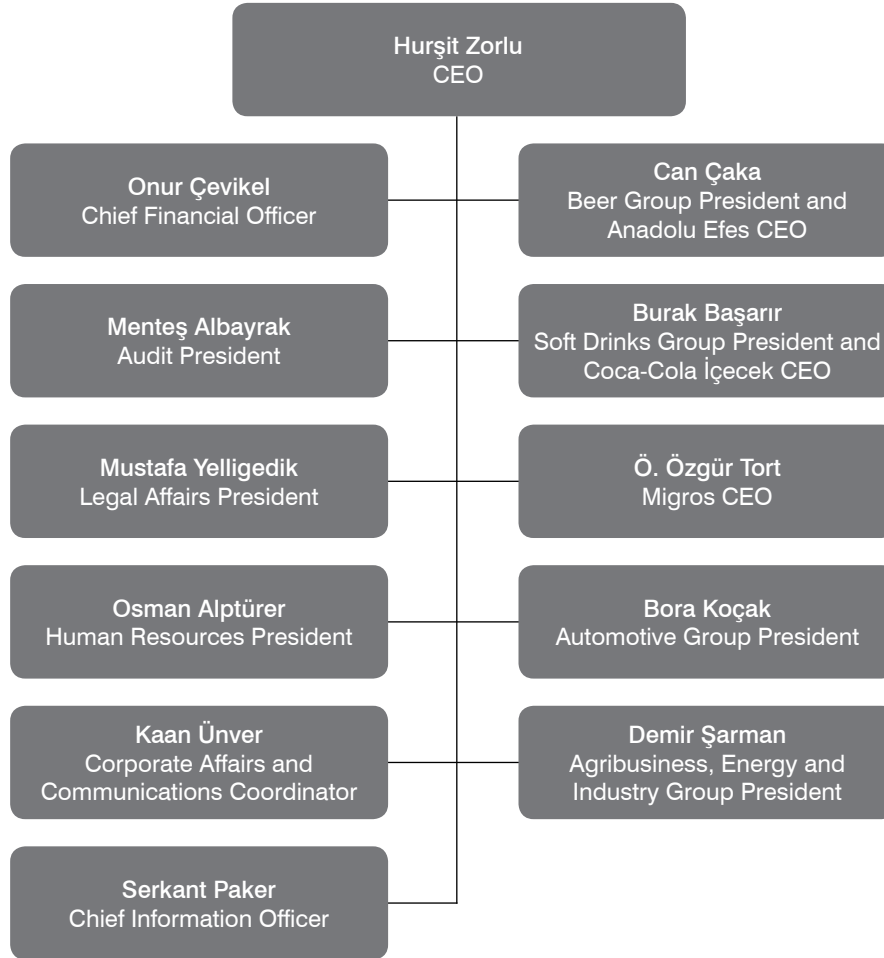 Hurşit Zorlu
CEO
Onur Çevikel
Chief Financial Officer
Can Çaka
Beer Group President and
Anadolu Efes CEO
Menteş Albayrak
Audit President
Burak Başarır
Soft Drinks Group President and
Coca-Cola İçecek CEO
Mustafa Yelligedik
Legal Affairs President
Ö. Özgür Tort
Migros CEO
Osman Alptürer
Human Resources President
Bora Koçak
Automotive Group President
Kaan Ünver
Corporate Affairs and
Communications Coordinator
Demir Şarman
Agribusiness, Energy and
Industry Group President
Serkant Paker
Chief Information Officer